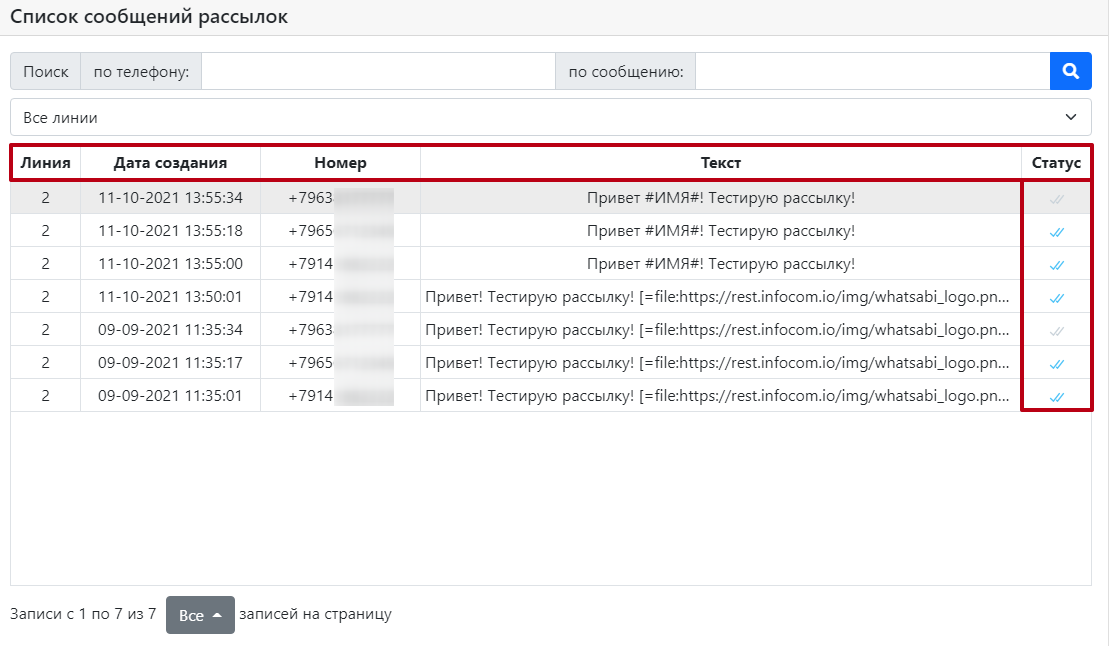 Список сообщений рассылок
Поиск по телефону: по сообщению:
Все линии
Линия Дата создания Номер Текст Статус
2 11-10-2021 13:55:34 +7963 Привет #ИМЯ#! Тестирую рассылку!
2 11-10-2021 13:55:18 +7965 Привет #ИМЯ#! Тестирую рассылку!
2 11-10-2021 13:55:00 +7914 Привет #ИМЯ#! Тестирую рассылку!
2 11-10-2021 13:50:01 +7914 Привет! Тестирую рассылку! [=file:https://rest.infocom.io/img/whatsabi_logo.pn...
2 09-09-2021 11:35:34 +7963 Привет! Тестирую рассылку! [=file:https://rest.infocom.io/img/whatsabi_logo.pn...
2 09-09-2021 11:35:17 +7965 Привет! Тестирую рассылку! [=file:https://rest.infocom.io/img/whatsabi_logo.pn...
2 09-09-2021 11:35:01 +7914 Привет! Тестирую рассылку! [=file:https://rest.infocom.io/img/whatsabi_logo.pn...
Записи с 1 по 7 из 7 Все записей на страницу